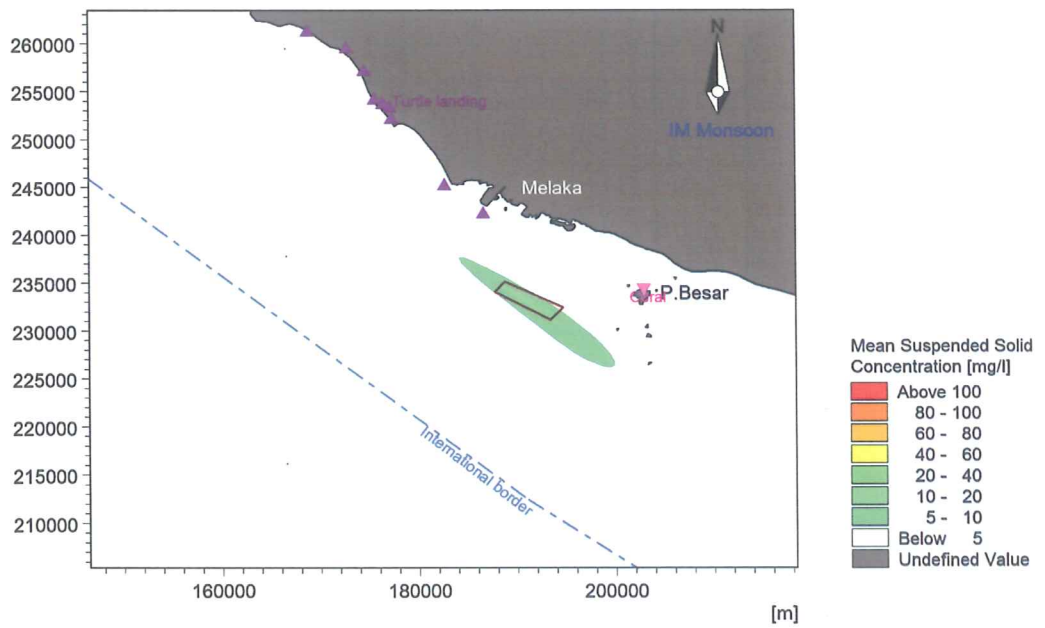 260000
255000
250000
245000
240000
235000
230000
225000
220000
215000
210000
160000
180000
200000
[m]
N
IM Monsoon
Turtle landing
Melaka
P.Besar
Coral
International border
Mean Suspended Solid
Concentration [mg/l]
Above 100
80 - 100
60 - 80
40 - 60
20 - 40
10 - 20
5 - 10
Below 5
Undefined Value